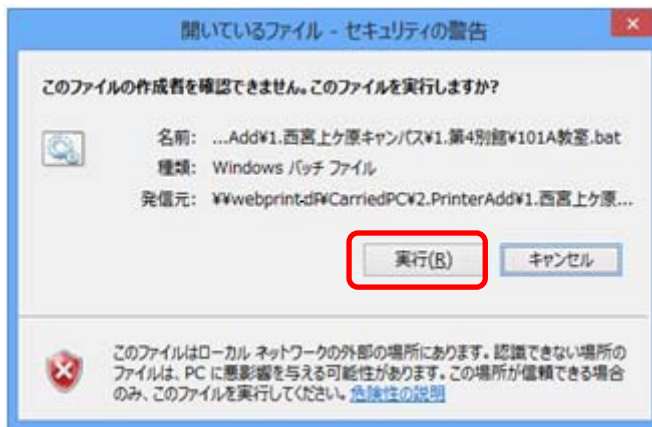 開いているファイル - セキュリティの警告
このファイルの作成者を確認できません。このファイルを実行しますか?
名前: ...Add¥1.西宮上ケ原キャンパス¥1.第4別館¥101A教室.bat
種類: Windows バッチ ファイル
発信元: ¥¥webprint-dP¥CarriedPC¥2.PrinterAdd¥1.西宮上ケ原...
実行(R) キャンセル
このファイルはローカル ネットワークの外部の場所にあります。認識できない場所の
ファイルは、PC に悪影響を与える可能性があります。この場所が信頼できる場合
のみ、このファイルを実行してください。危険性の説明